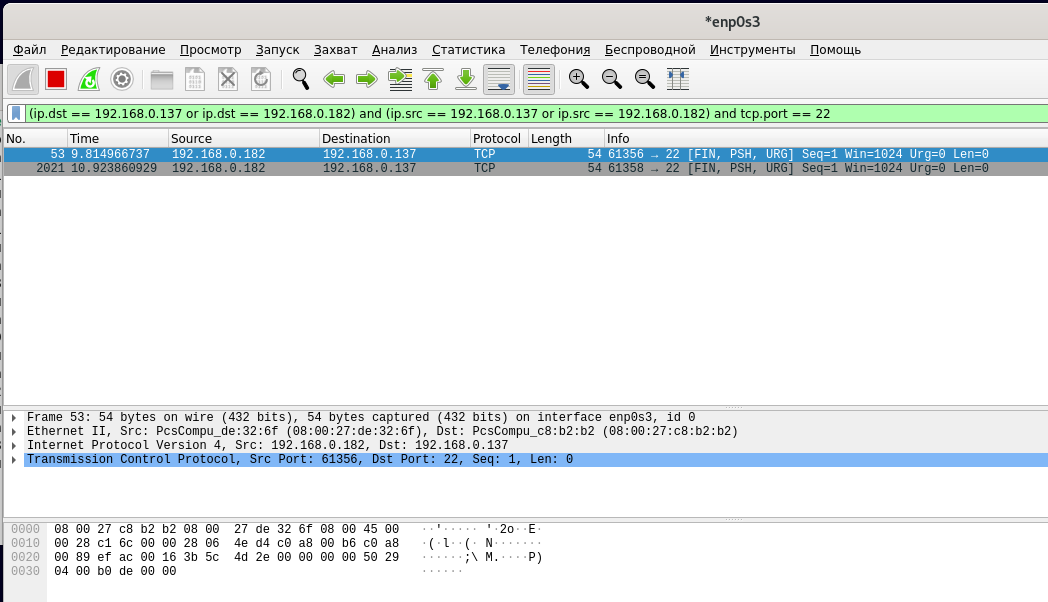 *enp0s3
Файл Редактирование Просмотр Запуск Захват Анализ Статистика Телефония Беспроводной Инструменты Помощь
(ip.dst == 192.168.0.137 or ip.dst == 192.168.0.182) and (ip.src == 192.168.0.137 or ip.src == 192.168.0.182) and tcp.port == 22
No. Time Source Destination Protocol Length Info
53 9.814966737 192.168.0.182 192.168.0.137 TCP 54 61356 → 22 [FIN, PSH, URG] Seq=1 Win=1024 Urg=0 Len=0
2021 10.923860929 192.168.0.182 192.168.0.137 TCP 54 61358 → 22 [FIN, PSH, URG] Seq=1 Win=1024 Urg=0 Len=0
Frame 53: 54 bytes on wire (432 bits), 54 bytes captured (432 bits) on interface enp0s3, id 0
Ethernet II, Src: PcsCompu_de:32:6f (08:00:27:de:32:6f), Dst: PcsCompu_c8:b2:b2 (08:00:27:c8:b2:b2)
Internet Protocol Version 4, Src: 192.168.0.182, Dst: 192.168.0.137
Transmission Control Protocol, Src Port: 61356, Dst Port: 22, Seq: 1, Len: 0
0000 08 00 27 c8 b2 b2 08 00 27 de 32 6f 08 00 45 00 ··'····· '·2o··E·
0010 00 28 c1 6c 00 00 28 06 4e d4 c0 a8 00 b6 c0 a8 ·(·l··(· N·······
0020 00 89 ef ac 00 16 3b 5c 4d 2e 00 00 00 00 50 29 ······;\ M.····P)
0030 04 00 b0 de 00 00 ······